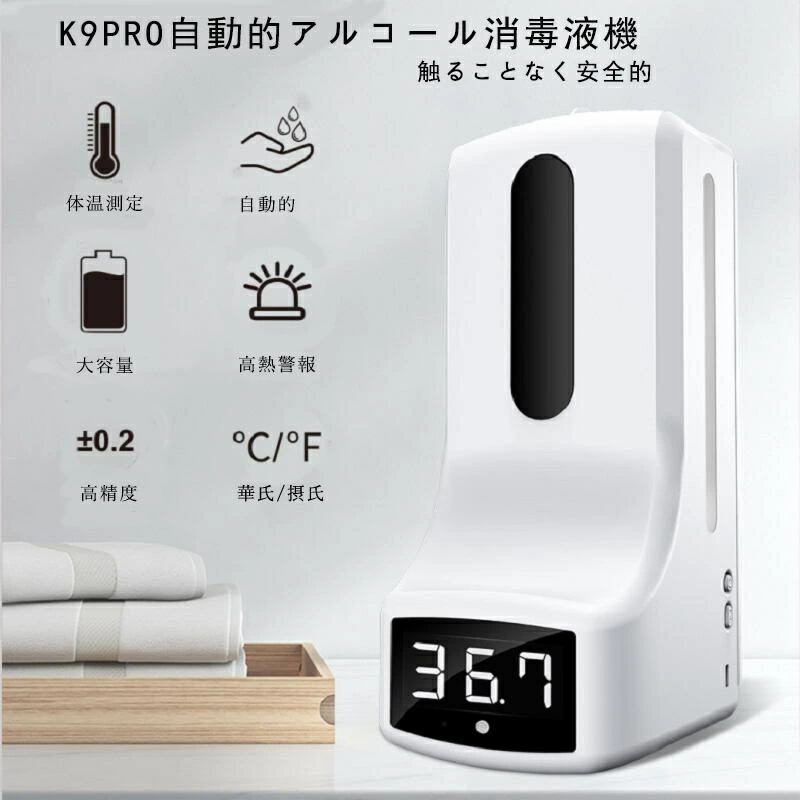 K9PRO自動的アルコール消毒液機
触ることなく安全的
体温測定
自動的
大容量
高熱警報
±0.2
°C/°F
高精度
華氏/摂氏
36.7